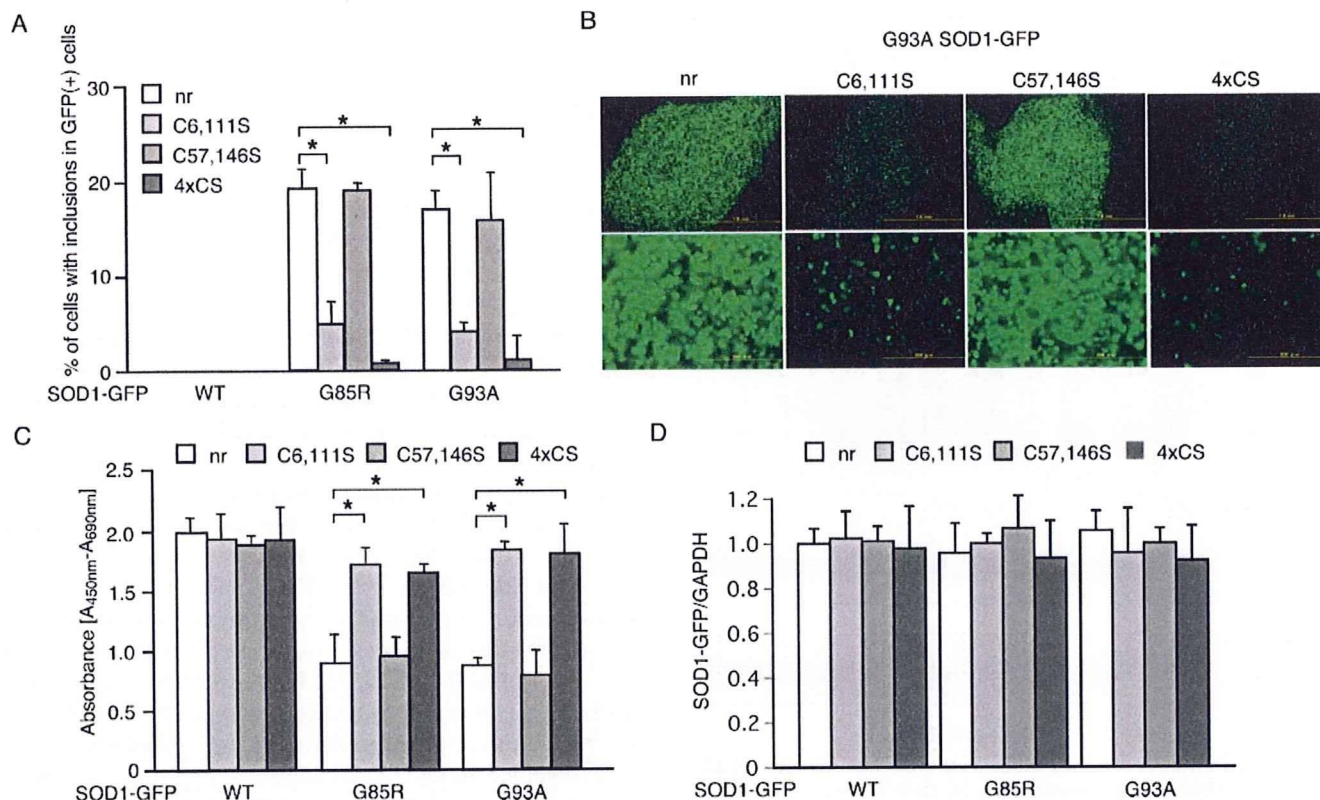 A
% of cells with inclusions in GFP(+) cells
30
20
10
0
nr
C6,111S
C57,146S
4xCS
*
*
*
*
SOD1-GFP WT G85R G93A
B
G93A SOD1-GFP
nr C6,111S C57,146S 4xCS
C
nr C6,111S C57,146S 4xCS
Absorbance [A450nm-A690nm]
2.5
2.0
1.5
1.0
0.5
0
*
*
*
*
SOD1-GFP WT G85R G93A
D
nr C6,111S C57,146S 4xCS
SOD1-GFP/GAPDH
1.2
1.0
0.8
0.6
0.4
0.2
0
SOD1-GFP WT G85R G93A